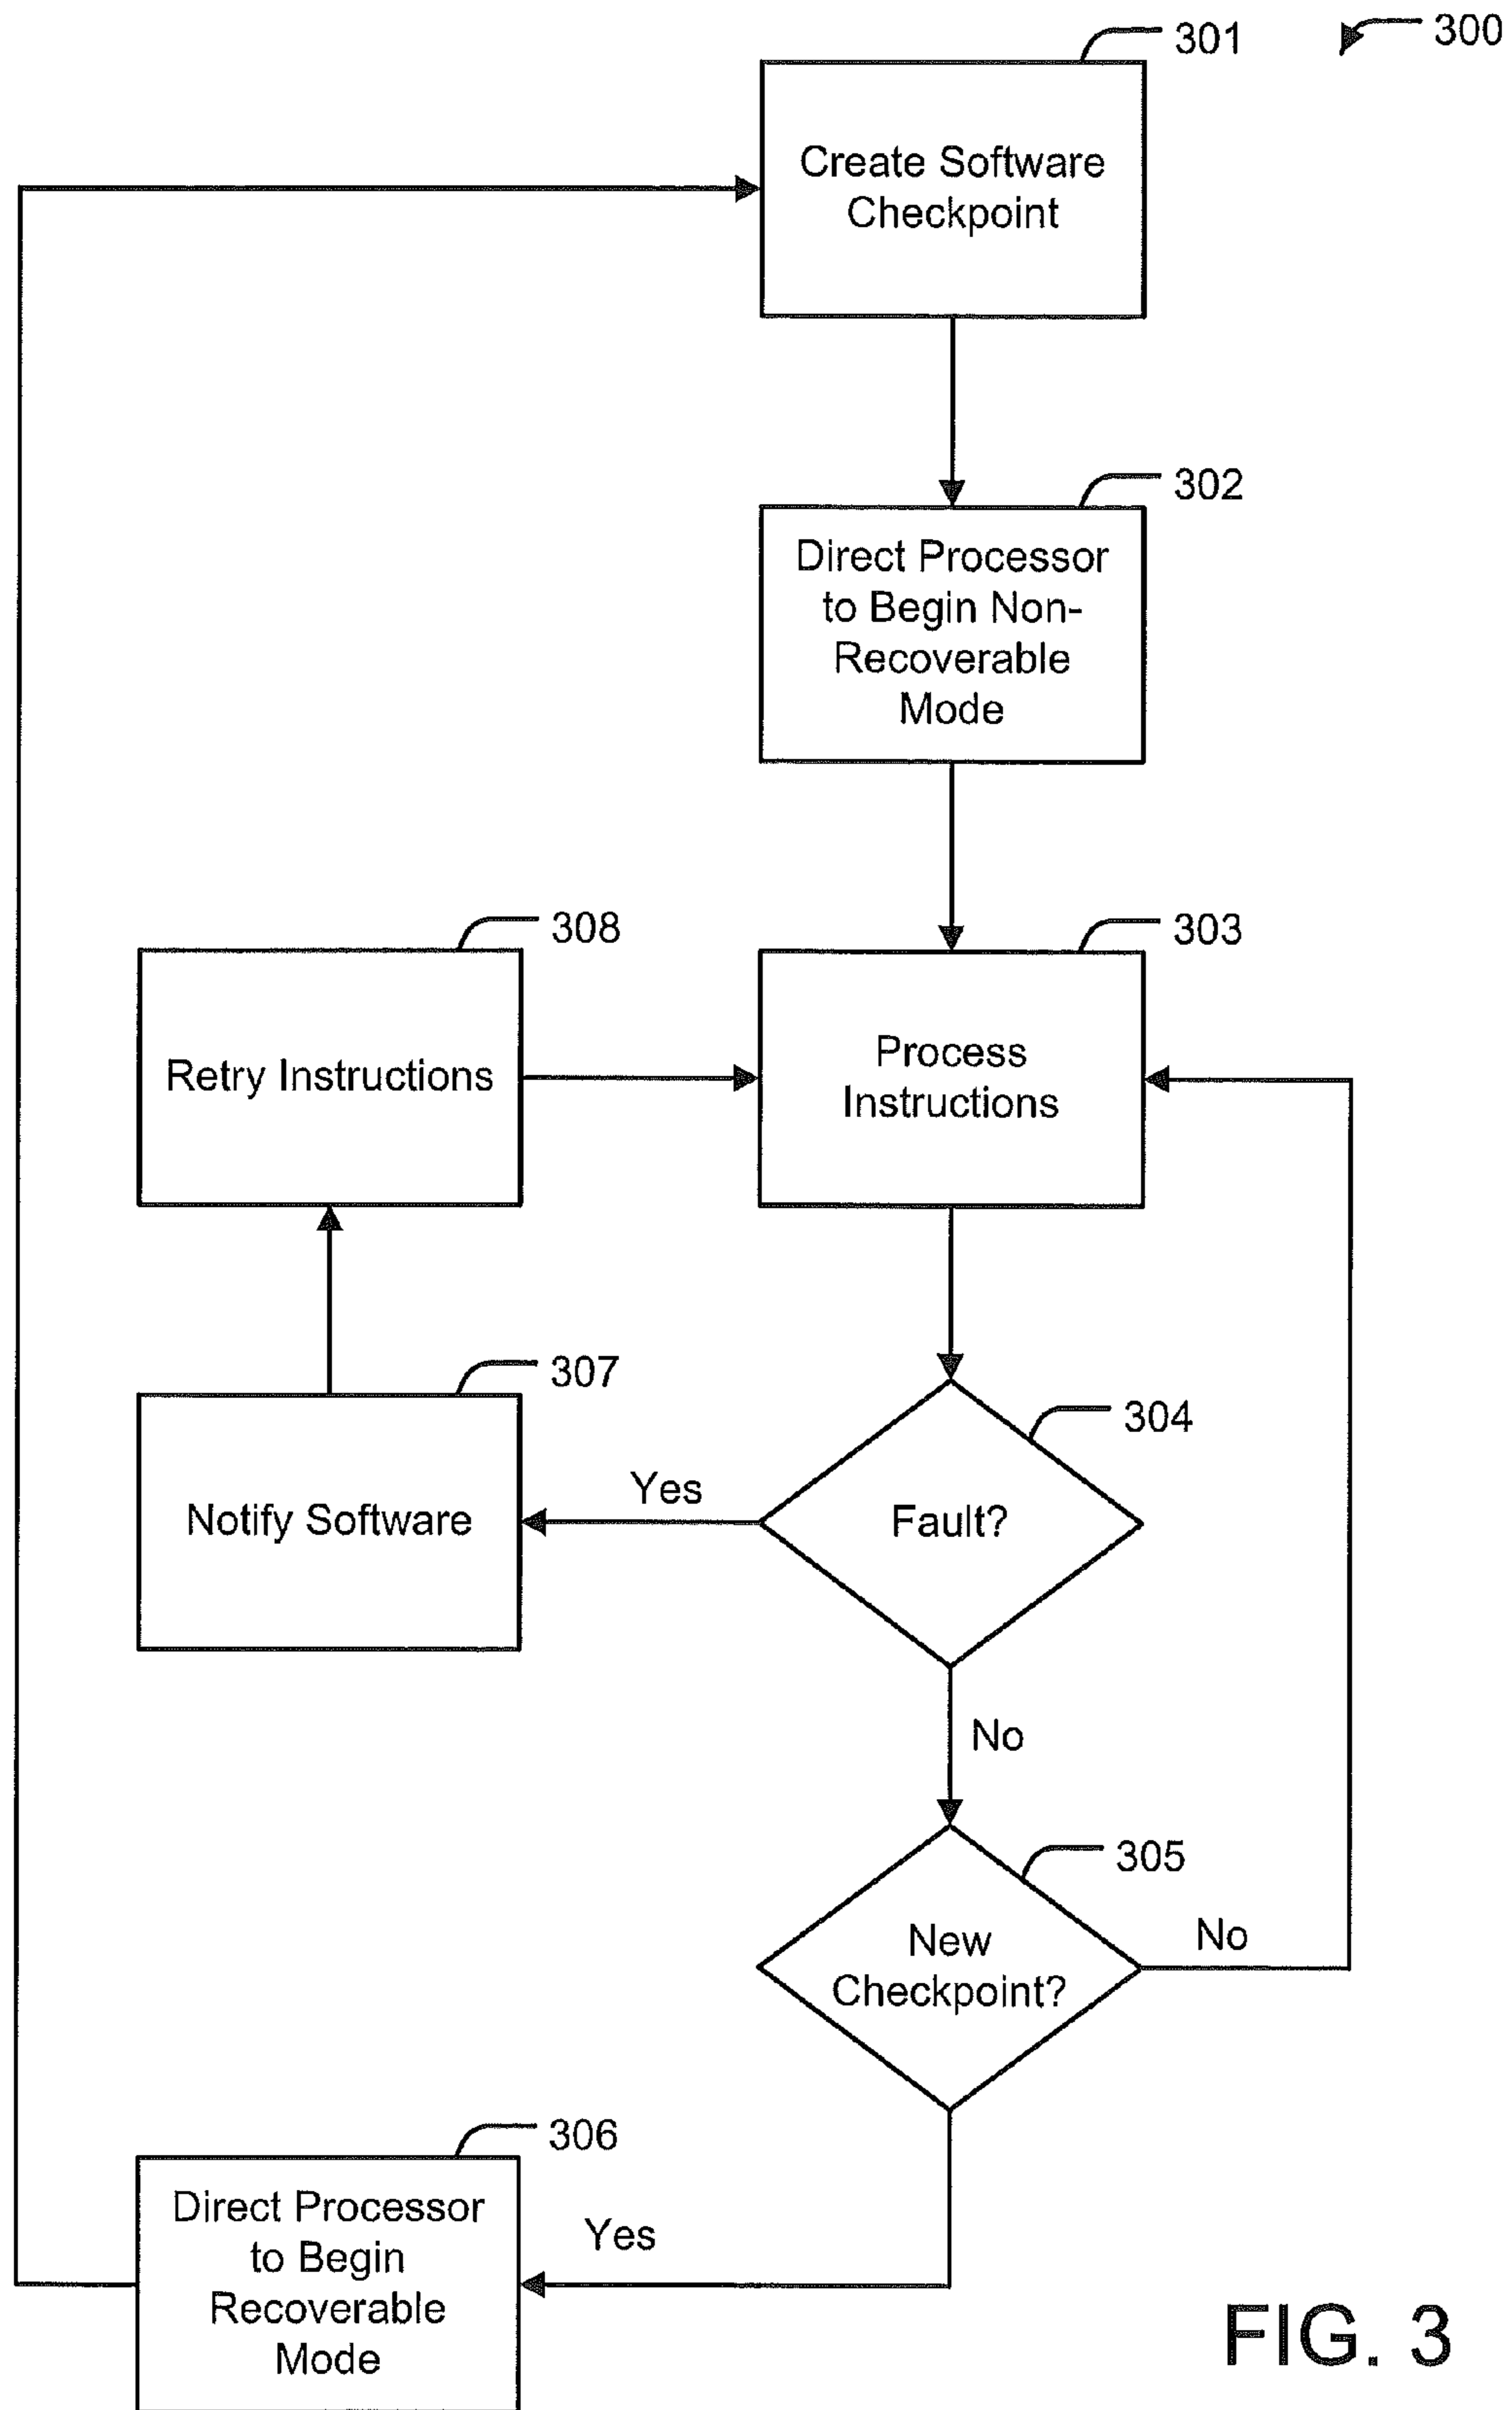 300
301
Create Software
Checkpoint
302
Direct Processor
to Begin Non-
Recoverable
Mode
308
Retry Instructions
303
Process
Instructions
307
Notify Software
Yes
304
Fault?
No
305
New
Checkpoint?
No
306
Direct Processor
to Begin
Recoverable
Mode
Yes
FIG. 3